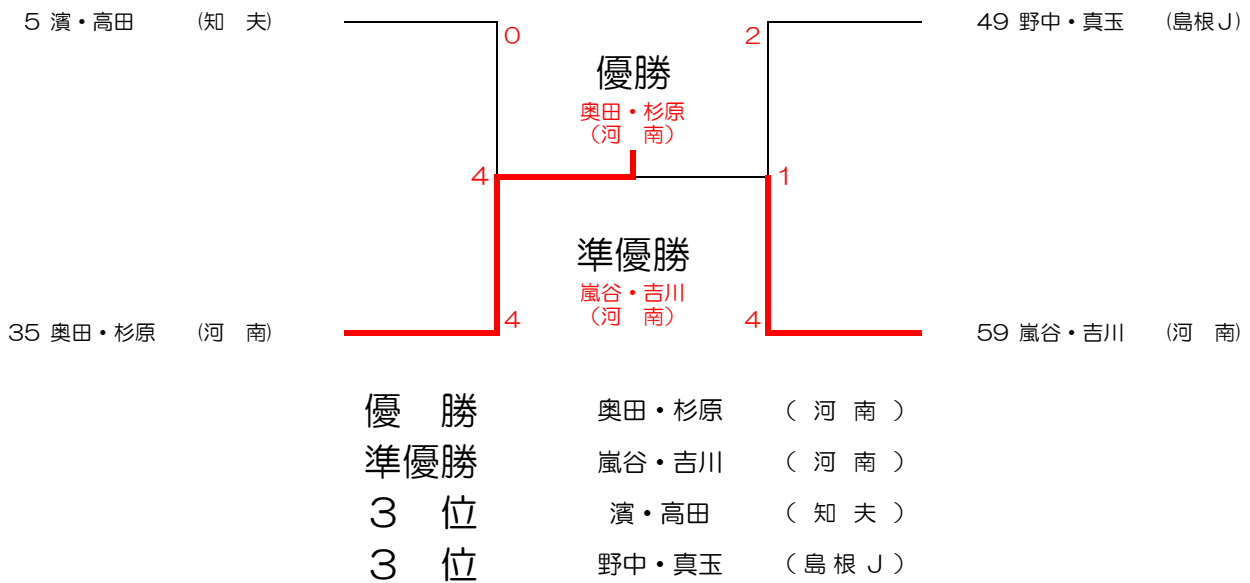 5 濱・高田 (知 夫)
49 野中・真玉 (島根J)
0
2
優勝
奥田・杉原
(河 南)
4
1
準優勝
嵐谷・吉川
(河 南)
4
4
35 奥田・杉原 (河 南)
59 嵐谷・吉川 (河 南)
優 勝 奥田・杉原 (河 南)
準優勝 嵐谷・吉川 (河 南)
3 位 濱・高田 (知 夫)
3 位 野中・真玉 (島根J)